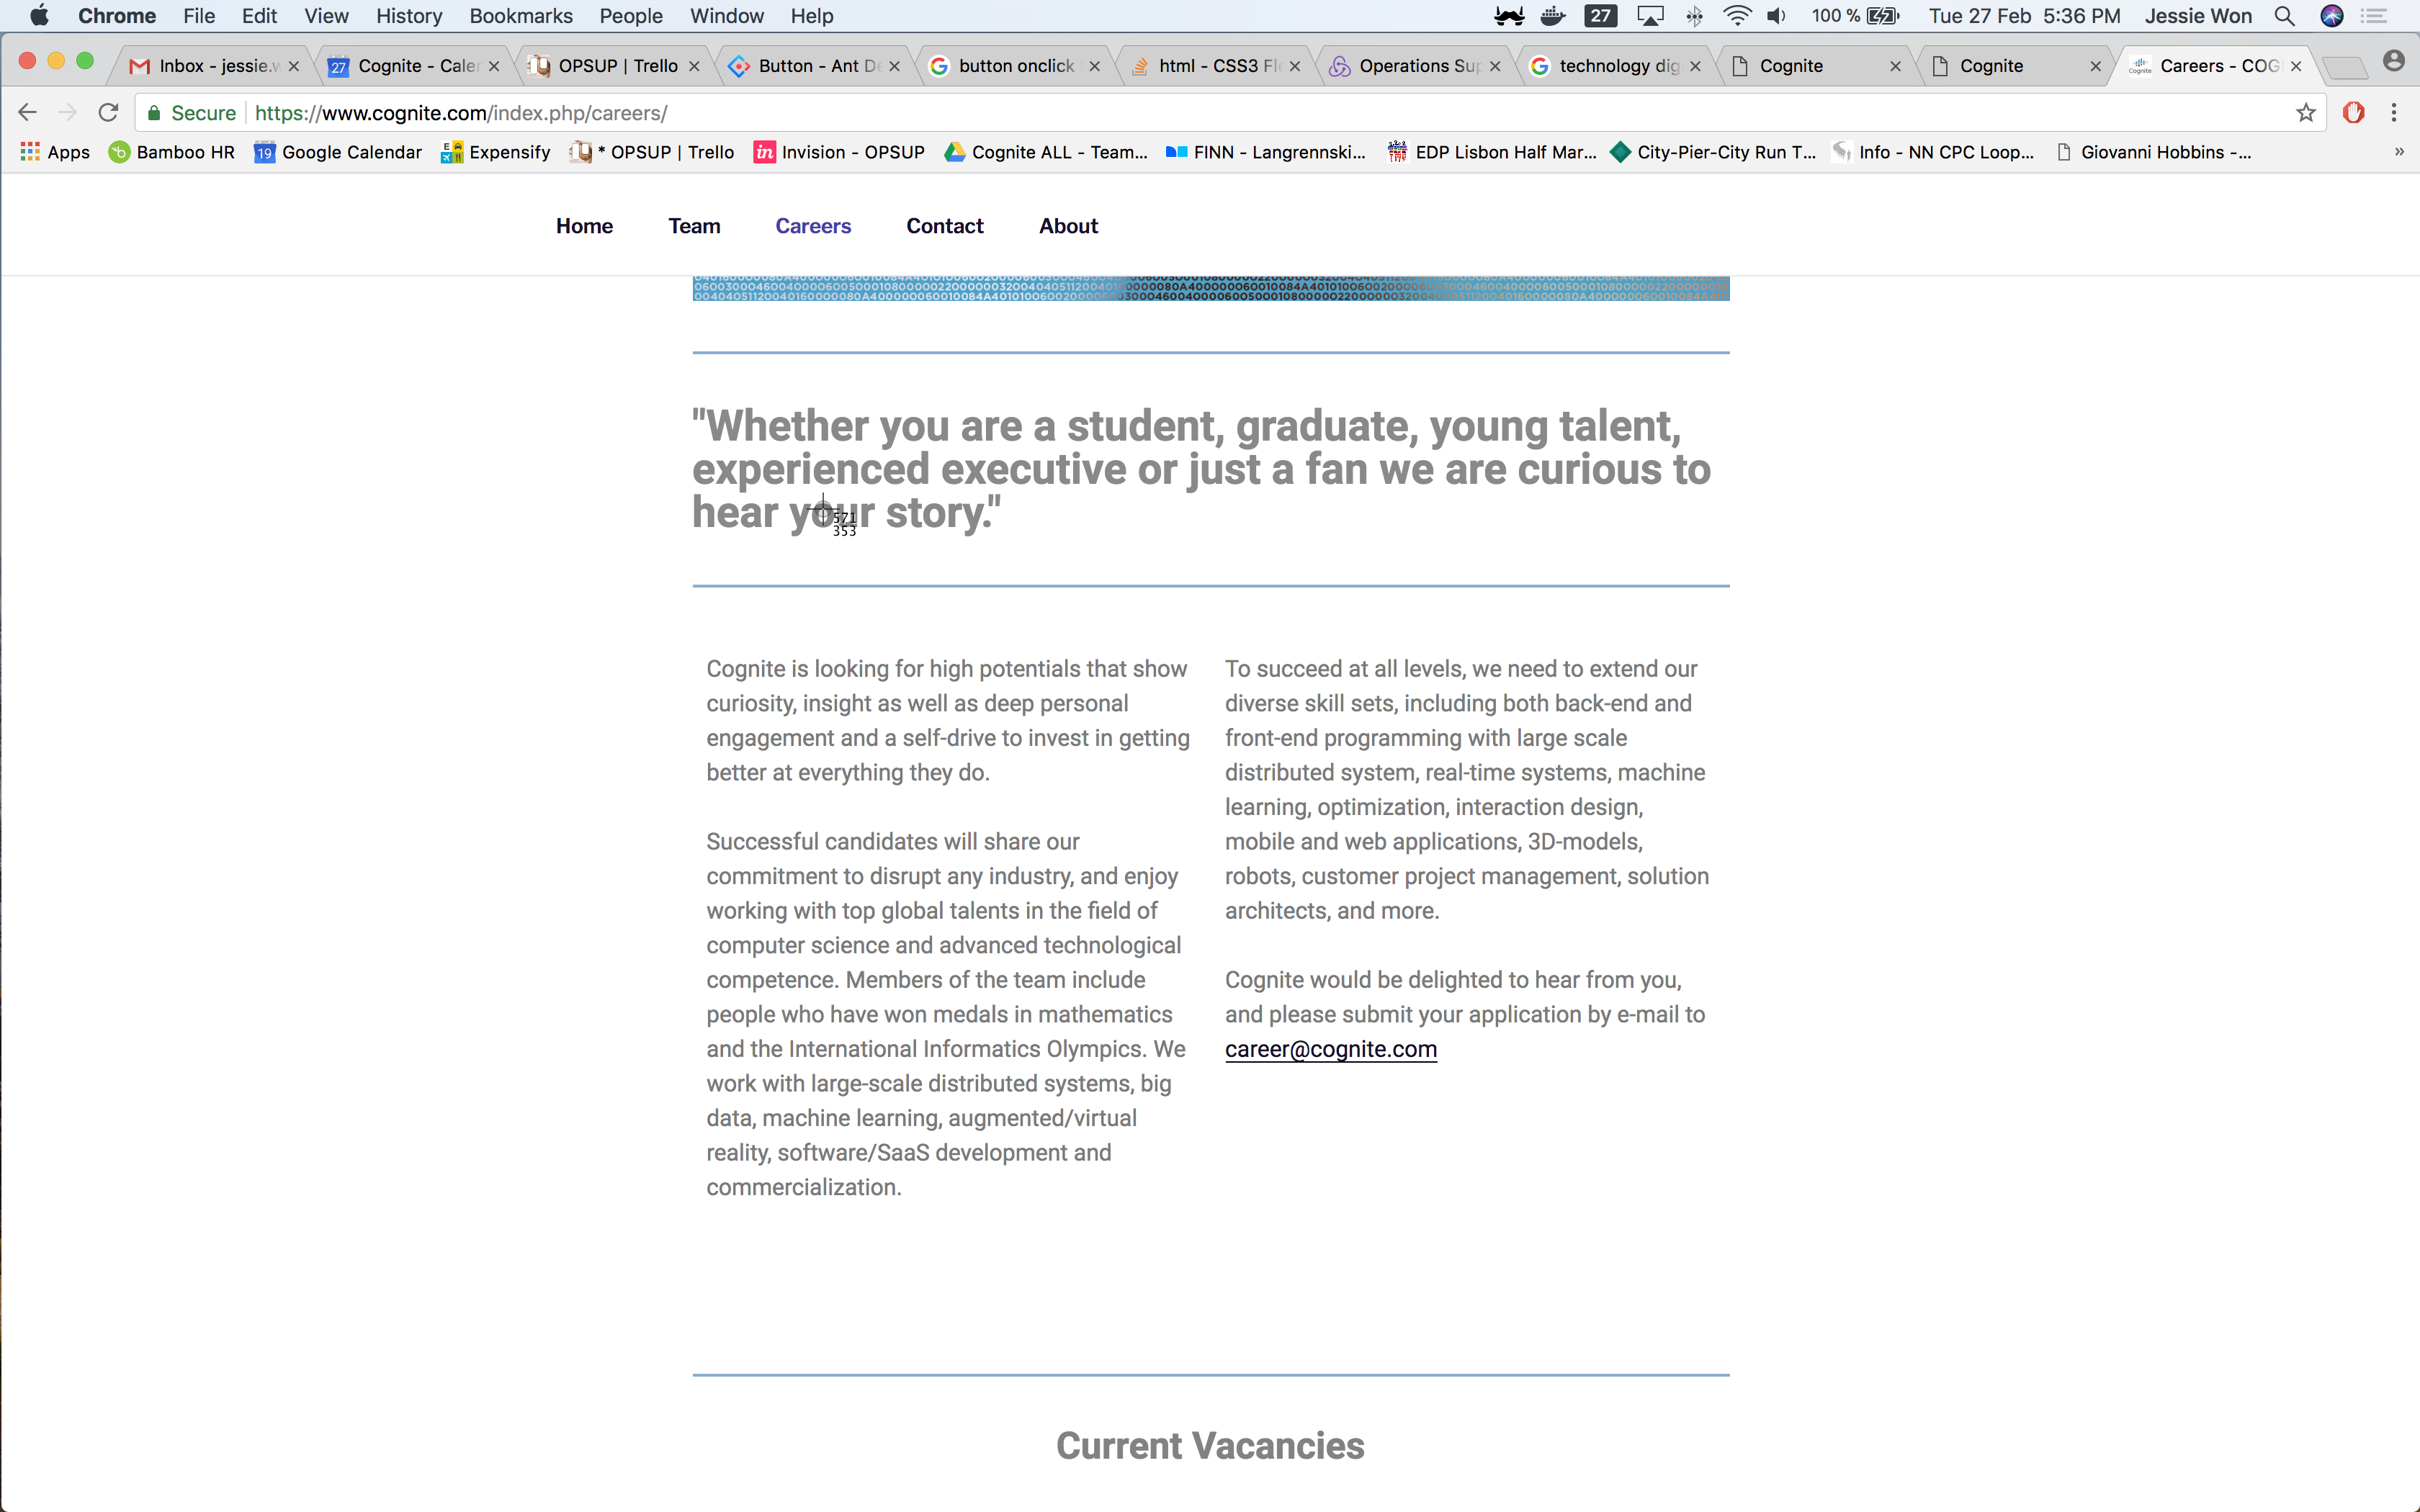 Chrome File Edit View History Bookmarks People Window Help 27 100 % Tue 27 Feb 5:36 PM Jessie Won
Inbox - jessie.w 27 Cognite - Caler OPSUP | Trello Button - Ant De button onclick html - CSS3 Fle Operations Sup technology dig Cognite Cognite Cognite Careers - COG
Secure https://www.cognite.com/index.php/careers/
Apps Bamboo HR 19 Google Calendar Expensify * OPSUP | Trello in Invision - OPSUP Cognite ALL - Team... FINN - Langrennski... EDP Lisbon Half Mar... City-Pier-City Run T... Info - NN CPC Loop... Giovanni Hobbins -... »
Home Team Careers Contact About
"Whether you are a student, graduate, young talent,
experienced executive or just a fan we are curious to
hear your story."
571
353
Cognite is looking for high potentials that show
curiosity, insight as well as deep personal
engagement and a self-drive to invest in getting
better at everything they do.
Successful candidates will share our
commitment to disrupt any industry, and enjoy
working with top global talents in the field of
computer science and advanced technological
competence. Members of the team include
people who have won medals in mathematics
and the International Informatics Olympics. We
work with large-scale distributed systems, big
data, machine learning, augmented/virtual
reality, software/SaaS development and
commercialization.
To succeed at all levels, we need to extend our
diverse skill sets, including both back-end and
front-end programming with large scale
distributed system, real-time systems, machine
learning, optimization, interaction design,
mobile and web applications, 3D-models,
robots, customer project management, solution
architects, and more.
Cognite would be delighted to hear from you,
and please submit your application by e-mail to
career@cognite.com
Current Vacancies